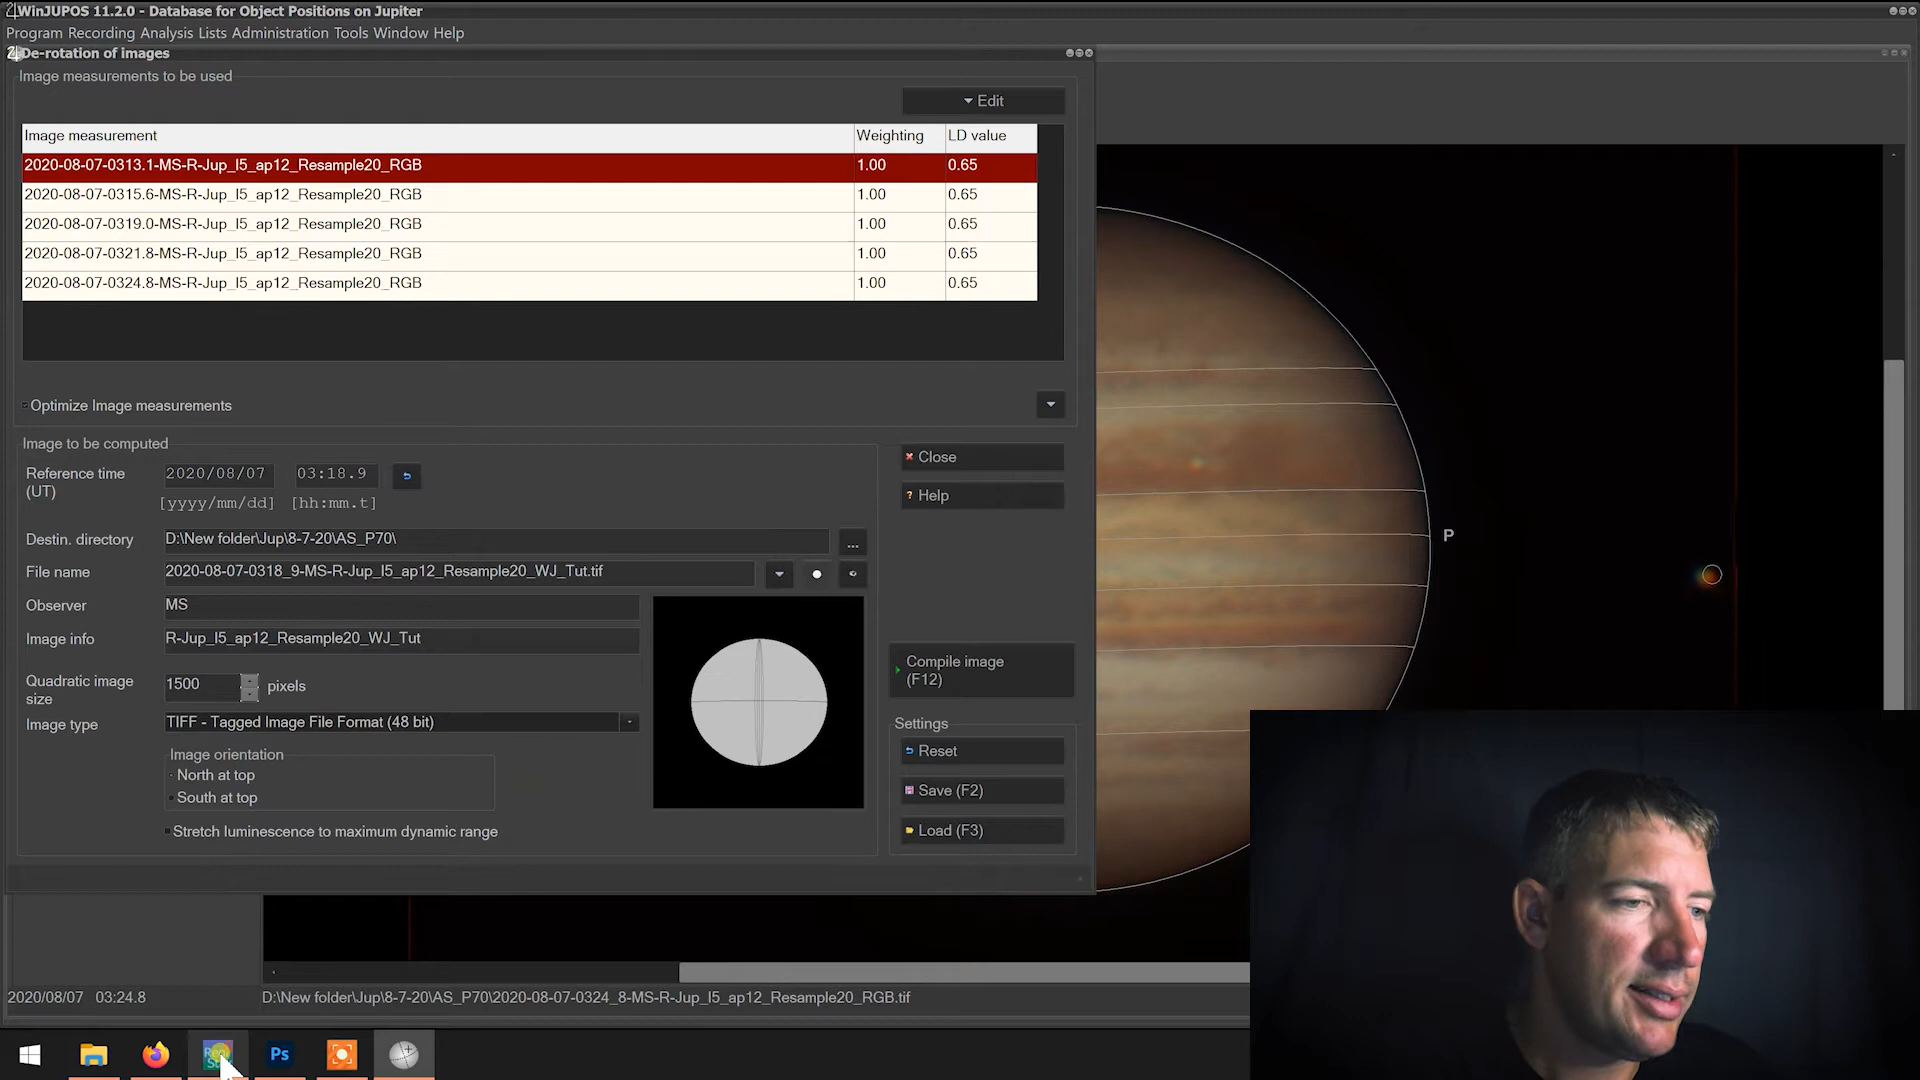 WinJUPOS 11.2.0 - Database for Object Positions on Jupiter
Program Recording Analysis Lists Administration Tools Window Help
De-rotation of images
Image measurements to be used
Edit
Image measurement Weighting LD value
2020-08-07-0313.1-MS-R-Jup_l5_ap12_Resample20_RGB 1.00 0.65
2020-08-07-0315.6-MS-R-Jup_l5_ap12_Resample20_RGB 1.00 0.65
2020-08-07-0319.0-MS-R-Jup_l5_ap12_Resample20_RGB 1.00 0.65
2020-08-07-0321.8-MS-R-Jup_l5_ap12_Resample20_RGB 1.00 0.65
2020-08-07-0324.8-MS-R-Jup_l5_ap12_Resample20_RGB 1.00 0.65
Optimize Image measurements
Image to be computed
Reference time 2020/08/07 03:18.9
(UT) [yyyy/mm/dd] [hh:mm.t]
Destin. directory D:\New folder\Jup\8-7-20\AS_P70\ ...
File name 2020-08-07-0318_9-MS-R-Jup_l5_ap12_Resample20_WJ_Tut.tif
Observer MS
Image info R-Jup_l5_ap12_Resample20_WJ_Tut
Quadratic image
size 1500 pixels
Image type TIFF - Tagged Image File Format (48 bit)
Image orientation
North at top
South at top
Stretch luminescence to maximum dynamic range
Close
? Help
Compile image
(F12)
Settings
Reset
Save (F2)
Load (F3)
P
2020/08/07 03:24.8 D:\New folder\Jup\8-7-20\AS_P70\2020-08-07-0324_8-MS-R-Jup_l5_ap12_Resample20_RGB.tif
Ps